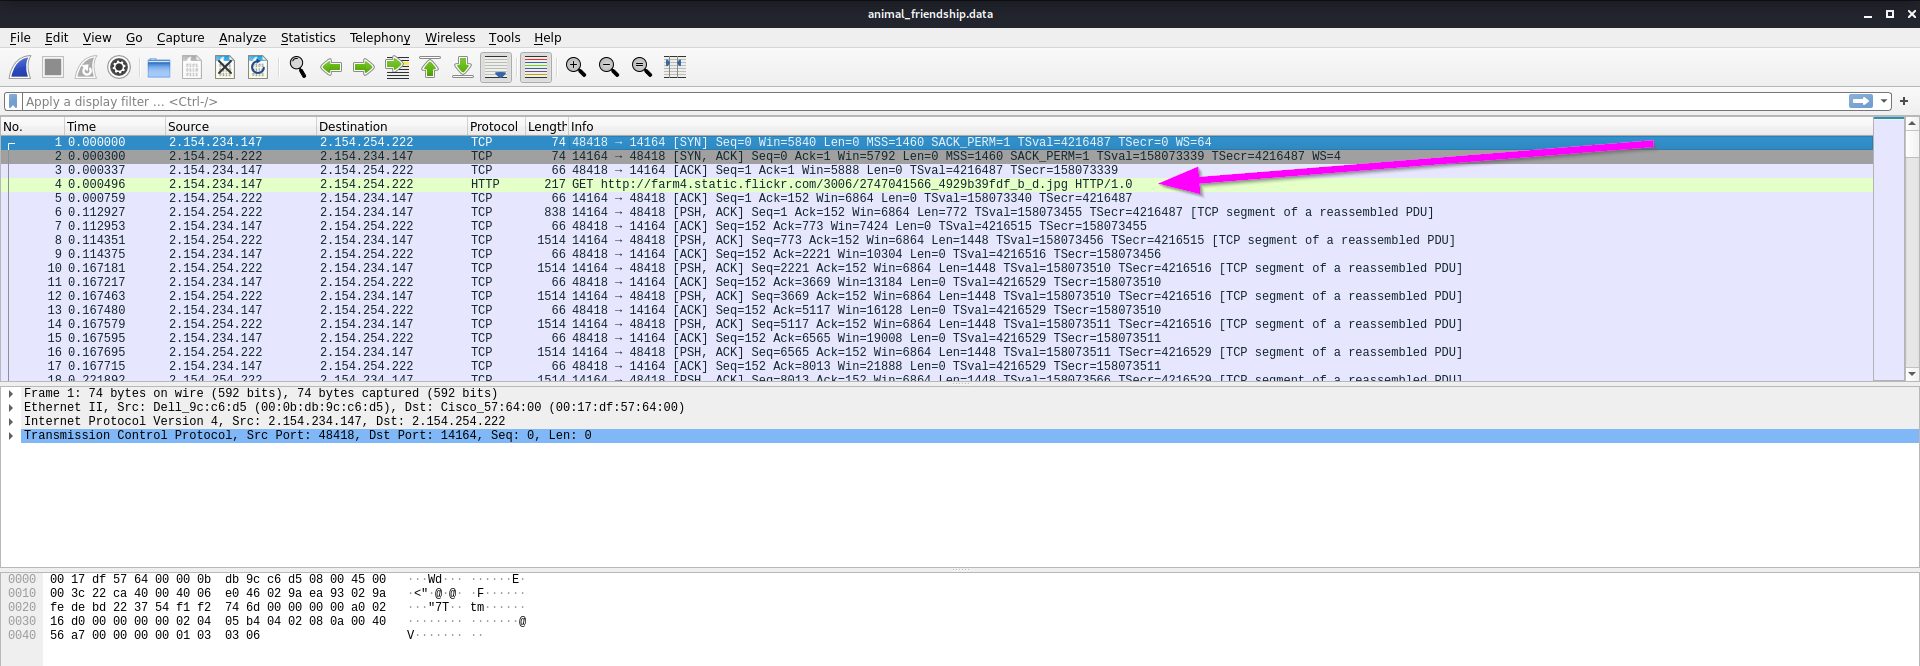 animal_friendship.data
File Edit View Go Capture Analyze Statistics Telephony Wireless Tools Help
Apply a display filter ... <Ctrl-/>
No. Time Source Destination Protocol Length Info
1 0.000000 2.154.234.147 2.154.254.222 TCP 74 48418 → 14164 [SYN] Seq=0 Win=5840 Len=0 MSS=1460 SACK_PERM=1 TSval=4216487 TSecr=0 WS=64
2 0.000300 2.154.254.222 2.154.234.147 TCP 74 14164 → 48418 [SYN, ACK] Seq=0 Ack=1 Win=5792 Len=0 MSS=1460 SACK_PERM=1 TSval=158073339 TSecr=4216487 WS=4
3 0.000337 2.154.234.147 2.154.254.222 TCP 66 48418 → 14164 [ACK] Seq=1 Ack=1 Win=5888 Len=0 TSval=4216487 TSecr=158073339
4 0.000496 2.154.234.147 2.154.254.222 HTTP 217 GET http://farm4.static.flickr.com/3006/2747041566_4929b39fdf_b_d.jpg HTTP/1.0
5 0.000759 2.154.254.222 2.154.234.147 TCP 66 14164 → 48418 [ACK] Seq=1 Ack=152 Win=6864 Len=0 TSval=158073340 TSecr=4216487
6 0.112927 2.154.254.222 2.154.234.147 TCP 838 14164 → 48418 [PSH, ACK] Seq=1 Ack=152 Win=6864 Len=772 TSval=158073455 TSecr=4216487 [TCP segment of a reassembled PDU]
7 0.112953 2.154.234.147 2.154.254.222 TCP 66 48418 → 14164 [ACK] Seq=152 Ack=773 Win=7424 Len=0 TSval=4216515 TSecr=158073455
8 0.114351 2.154.254.222 2.154.234.147 TCP 1514 14164 → 48418 [PSH, ACK] Seq=773 Ack=152 Win=6864 Len=1448 TSval=158073456 TSecr=4216515 [TCP segment of a reassembled PDU]
9 0.114375 2.154.234.147 2.154.254.222 TCP 66 48418 → 14164 [ACK] Seq=152 Ack=2221 Win=10304 Len=0 TSval=4216516 TSecr=158073456
10 0.167181 2.154.254.222 2.154.234.147 TCP 1514 14164 → 48418 [PSH, ACK] Seq=2221 Ack=152 Win=6864 Len=1448 TSval=158073510 TSecr=4216516 [TCP segment of a reassembled PDU]
11 0.167217 2.154.234.147 2.154.254.222 TCP 66 48418 → 14164 [ACK] Seq=152 Ack=3669 Win=13184 Len=0 TSval=4216529 TSecr=158073510
12 0.167463 2.154.254.222 2.154.234.147 TCP 1514 14164 → 48418 [PSH, ACK] Seq=3669 Ack=152 Win=6864 Len=1448 TSval=158073510 TSecr=4216516 [TCP segment of a reassembled PDU]
13 0.167480 2.154.234.147 2.154.254.222 TCP 66 48418 → 14164 [ACK] Seq=152 Ack=5117 Win=16128 Len=0 TSval=4216529 TSecr=158073510
14 0.167579 2.154.254.222 2.154.234.147 TCP 1514 14164 → 48418 [PSH, ACK] Seq=5117 Ack=152 Win=6864 Len=1448 TSval=158073511 TSecr=4216516 [TCP segment of a reassembled PDU]
15 0.167595 2.154.234.147 2.154.254.222 TCP 66 48418 → 14164 [ACK] Seq=152 Ack=6565 Win=19008 Len=0 TSval=4216529 TSecr=158073511
16 0.167695 2.154.254.222 2.154.234.147 TCP 1514 14164 → 48418 [PSH, ACK] Seq=6565 Ack=152 Win=6864 Len=1448 TSval=158073511 TSecr=4216529 [TCP segment of a reassembled PDU]
17 0.167715 2.154.234.147 2.154.254.222 TCP 66 48418 → 14164 [ACK] Seq=152 Ack=8013 Win=21888 Len=0 TSval=4216529 TSecr=158073511
18 0.221892 2.154.254.222 2.154.234.147 TCP 1514 14164 → 48418 [PSH, ACK] Seq=8013 Ack=152 Win=6864 Len=1448 TSval=158073566 TSecr=4216529 [TCP segment of a reassembled PDU]
Frame 1: 74 bytes on wire (592 bits), 74 bytes captured (592 bits)
Ethernet II, Src: Dell_9c:c6:d5 (00:0b:db:9c:c6:d5), Dst: Cisco_57:64:00 (00:17:df:57:64:00)
Internet Protocol Version 4, Src: 2.154.234.147, Dst: 2.154.254.222
Transmission Control Protocol, Src Port: 48418, Dst Port: 14164, Seq: 0, Len: 0
0000 00 17 df 57 64 00 00 0b db 9c c6 d5 08 00 45 00 ···Wd··· ······E·
0010 00 3c 22 ca 40 00 40 06 e0 46 02 9a ea 93 02 9a ·<"·@·@· ·F······
0020 fe de bd 22 37 54 f1 f2 74 6d 00 00 00 00 a0 02 ···"7T·· tm······
0030 16 d0 00 00 00 00 02 04 05 b4 04 02 08 0a 00 40 ········ ·······@
0040 56 a7 00 00 00 00 01 03 03 06 V······· ··